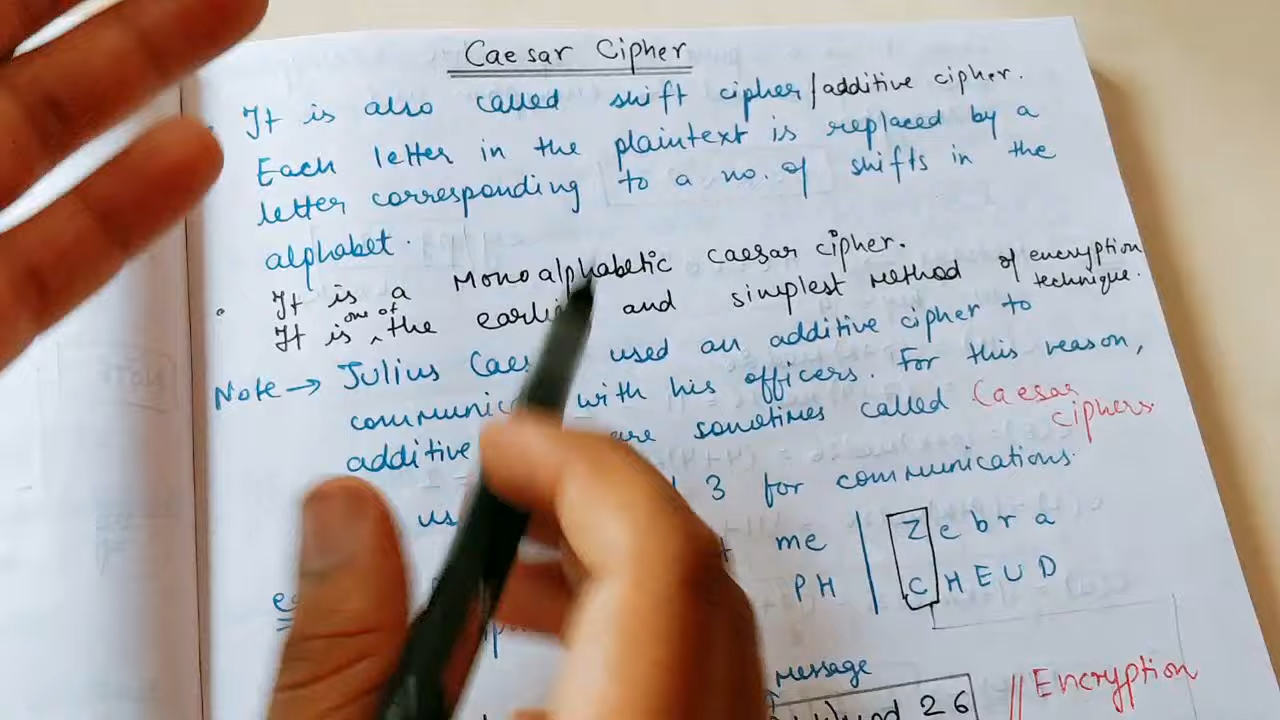 Caesar Cipher
It is also called shift cipher/additive cipher.
Each letter in the plaintext is replaced by a
letter corresponding to a no. of shifts in the
alphabet.
It is a Monoalphabetic caesar cipher.
It is one of the and simplest method of encryption technique.
Note → Julius used an additive cipher to
with his officers. For this reason,
additive sometimes called Caesar ciphers.
3 for communications.
me | Zebra
PH | CHEUD
message
26 // Encryption